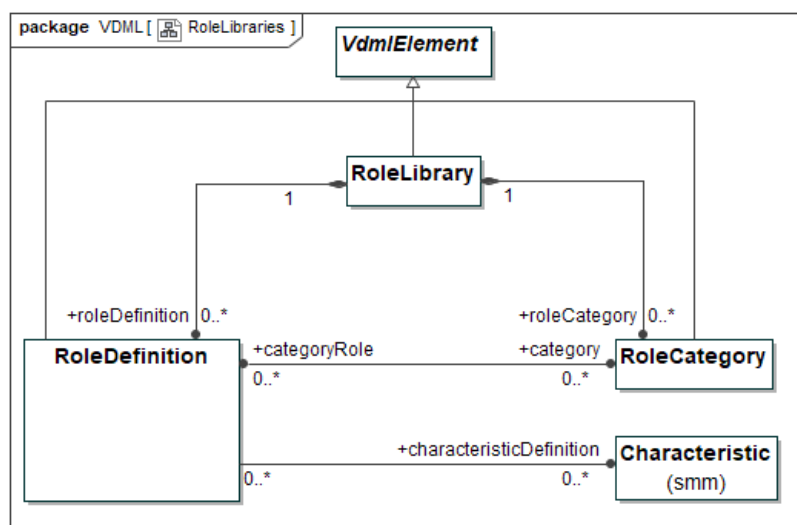 package VDML [ RoleLibraries ]
VdmlElement
RoleLibrary
1
1
+roleDefinition 0..*
+roleCategory 0..*
RoleDefinition
+categoryRole
+category
RoleCategory
0..*
0..*
+characteristicDefinition
Characteristic
0..*
0..*
(smm)